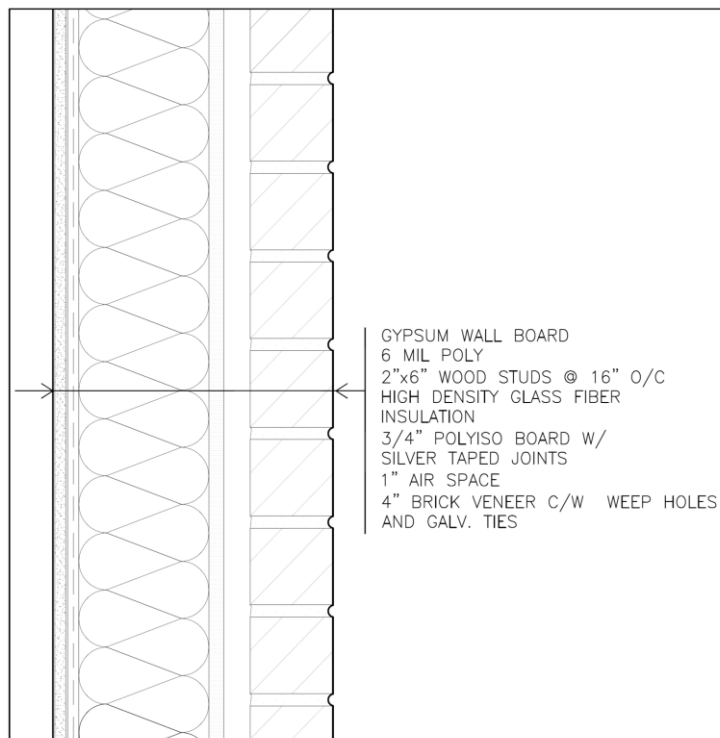 GYPSUM WALL BOARD
6 MIL POLY
2"x6" WOOD STUDS @ 16" O/C
HIGH DENSITY GLASS FIBER
INSULATION
3/4" POLYISO BOARD W/
SILVER TAPED JOINTS
1" AIR SPACE
4" BRICK VENEER C/W WEEP HOLES
AND GALV. TIES